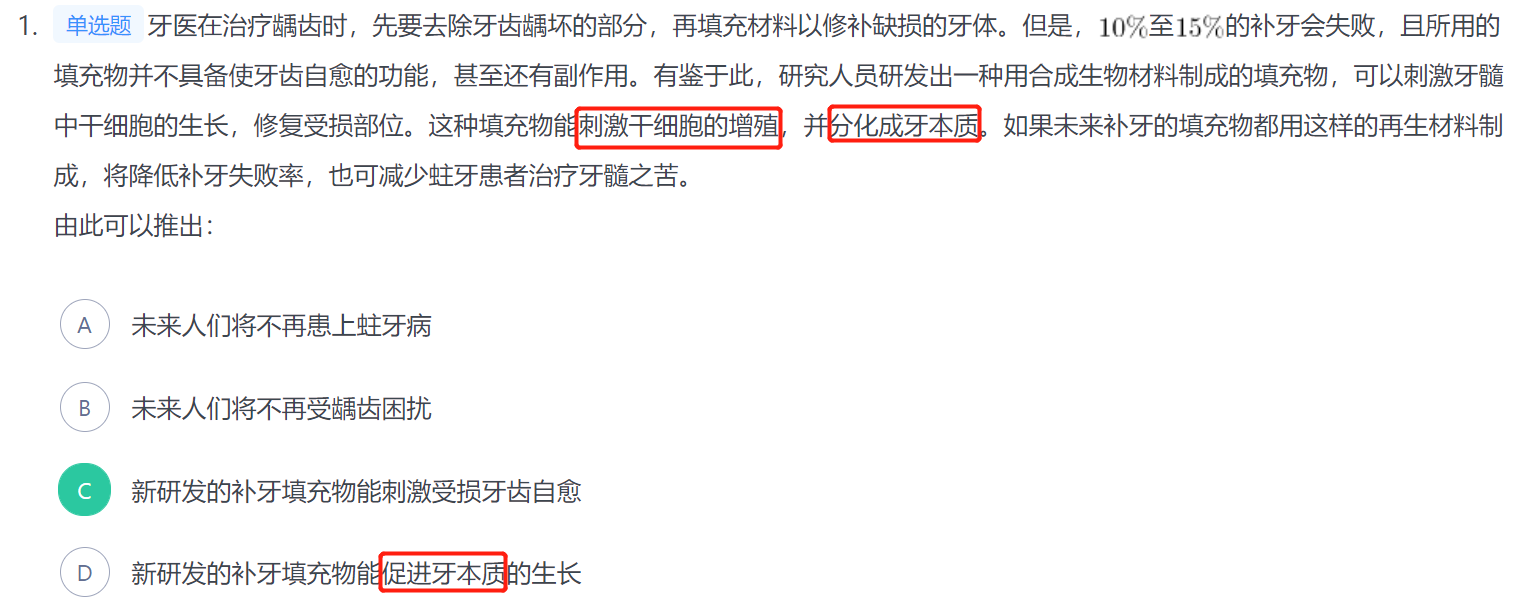 1. 单选题 牙医在治疗龋齿时，先要去除牙齿龋坏的部分，再填充材料以修补缺损的牙体。但是，10%至15%的补牙会失败，且所用的
填充物并不具备使牙齿自愈的功能，甚至还有副作用。有鉴于此，研究人员研发出一种用合成生物材料制成的填充物，可以刺激牙髓
中干细胞的生长，修复受损部位。这种填充物能刺激干细胞的增殖，并分化成牙本质。如果未来补牙的填充物都用这样的再生材料制
成，将降低补牙失败率，也可减少蛀牙患者治疗牙髓之苦。
由此可以推出：
A 未来人们将不再患上蛀牙病
B 未来人们将不再受龋齿困扰
C 新研发的补牙填充物能刺激受损牙齿自愈
D 新研发的补牙填充物能促进牙本质的生长